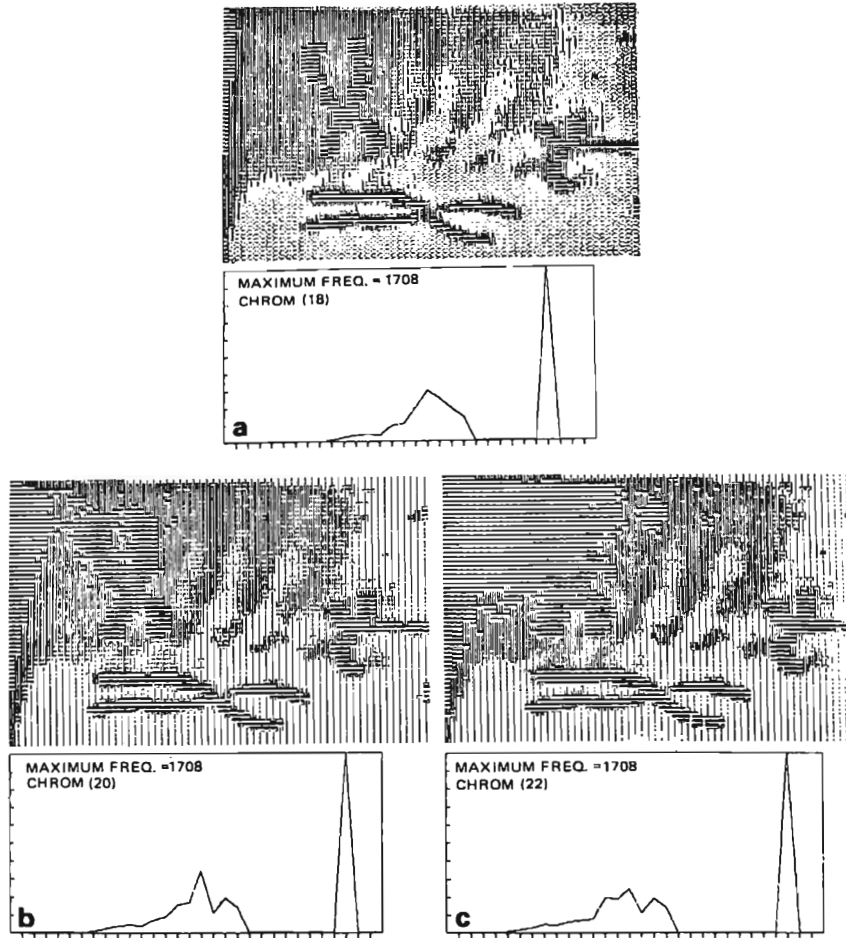 MAXIMUM FREQ. = 1708
CHROM (18)
a
MAXIMUM FREQ. =1708
CHROM (20)
b
MAXIMUM FREQ. =1708
CHROM (22)
c